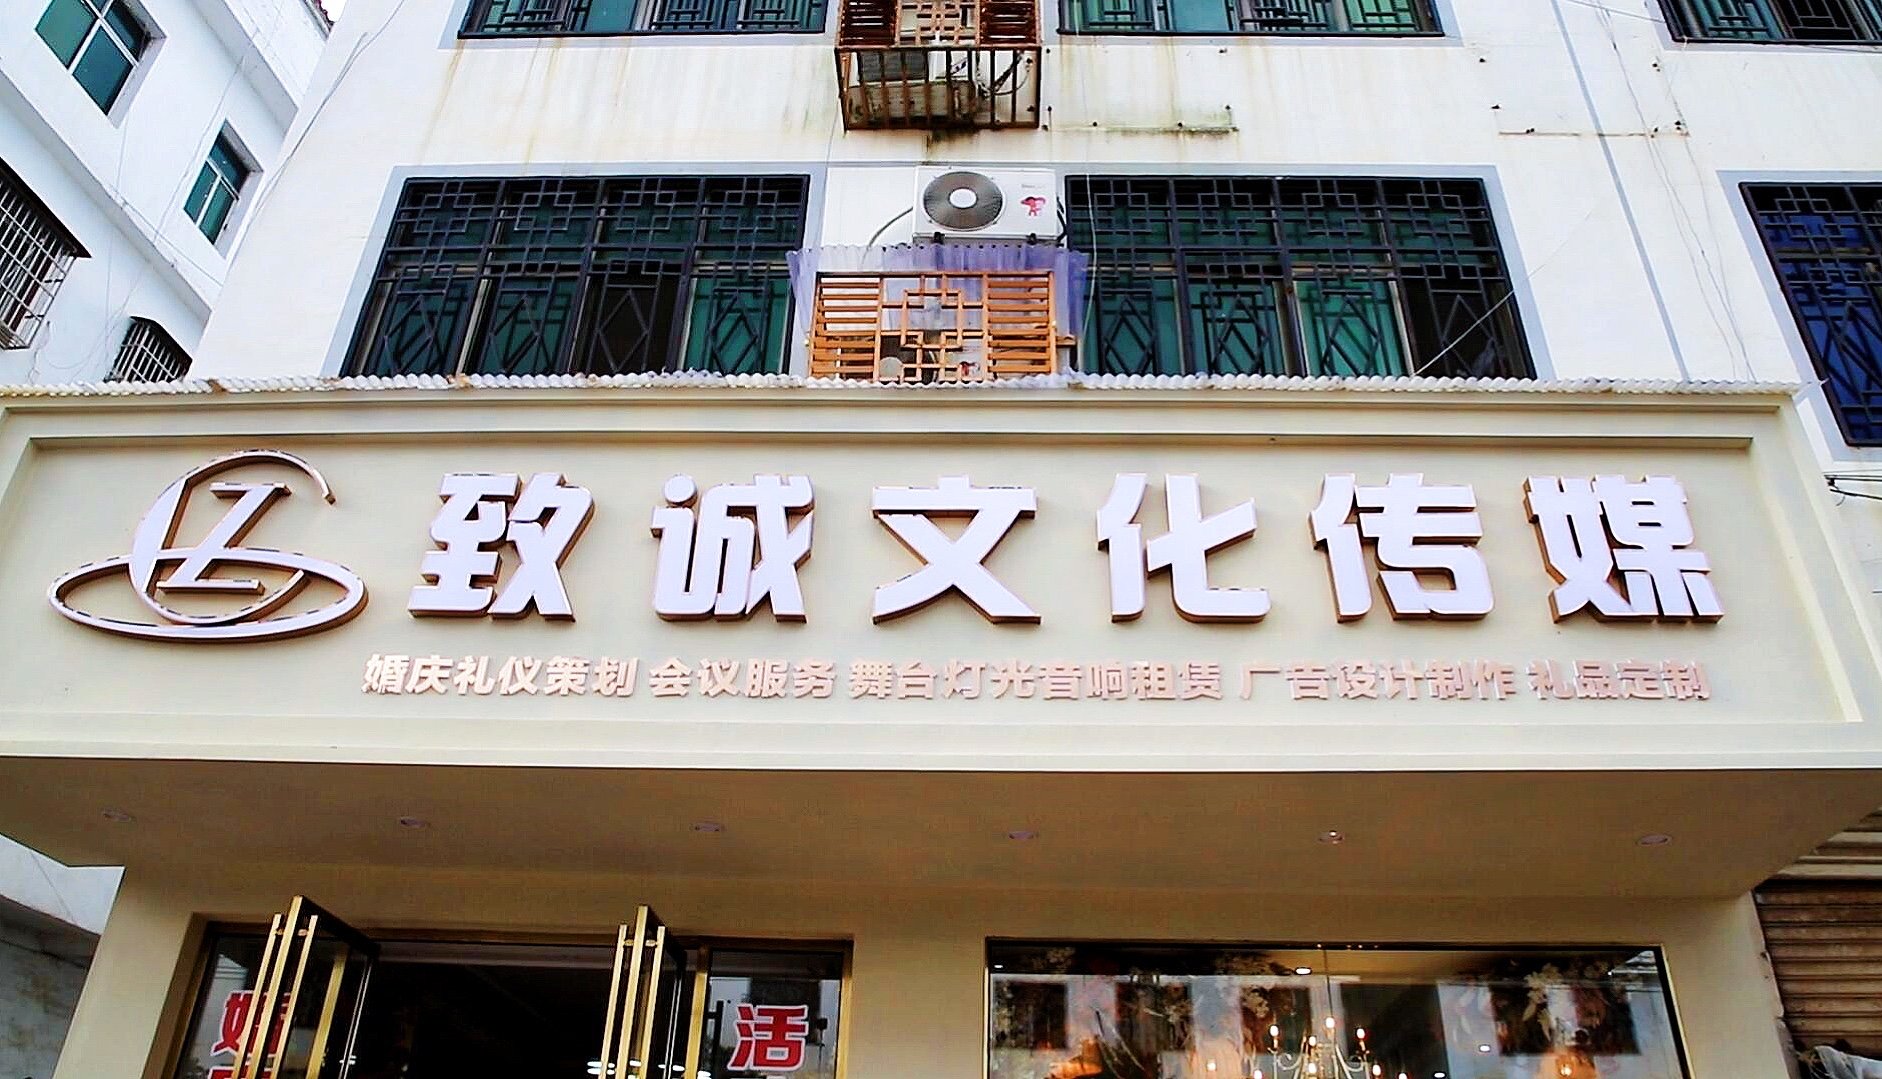 致诚文化传媒
婚庆礼仪策划 会议服务 舞台灯光音响租赁 广告设计制作 礼品定制
婚
活